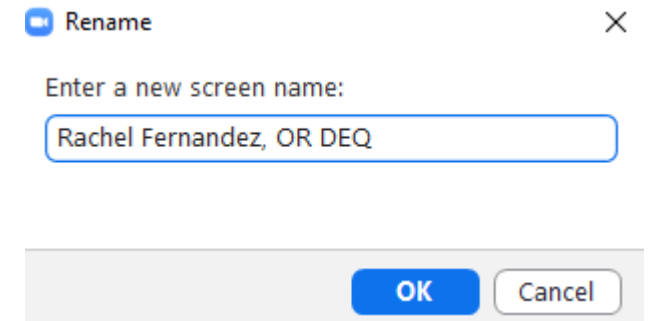 Rename
Enter a new screen name:
Rachel Fernandez, OR DEQ
OK Cancel